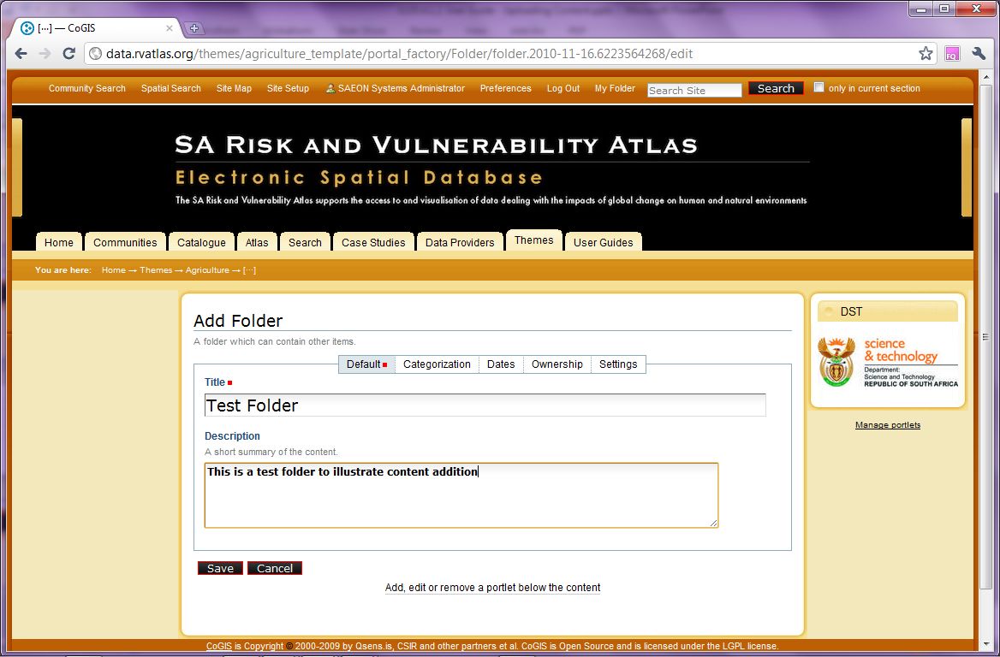 [...] — CoGIS
data.rvatlas.org/themes/agriculture_template/portal_factory/Folder/folder.2010-11-16.6223564268/edit
FQ
Community Search Spatial Search Site Map Site Setup SAEON Systems Administrator Preferences Log Out My Folder Search Site Search only in current section
SA Risk and Vulnerability Atlas
Electronic Spatial Database
The SA Risk and Vulnerability Atlas supports the access to and visualisation of data dealing with the impacts of global change on human and natural environments
Home Communities Catalogue Atlas Search Case Studies Data Providers Themes User Guides
You are here: Home → Themes → Agriculture → [...]
Add Folder
A folder which can contain other items.
Default Categorization Dates Ownership Settings
Title
Test Folder
Description
A short summary of the content.
This is a test folder to illustrate content addition
Save Cancel
Add, edit or remove a portlet below the content
DST
science
& technology
Department:
Science and Technology
REPUBLIC OF SOUTH AFRICA
Manage portlets
CoGIS is Copyright © 2000-2009 by Qsens.is, CSIR and other partners et al. CoGIS is Open Source and is licensed under the LGPL license.